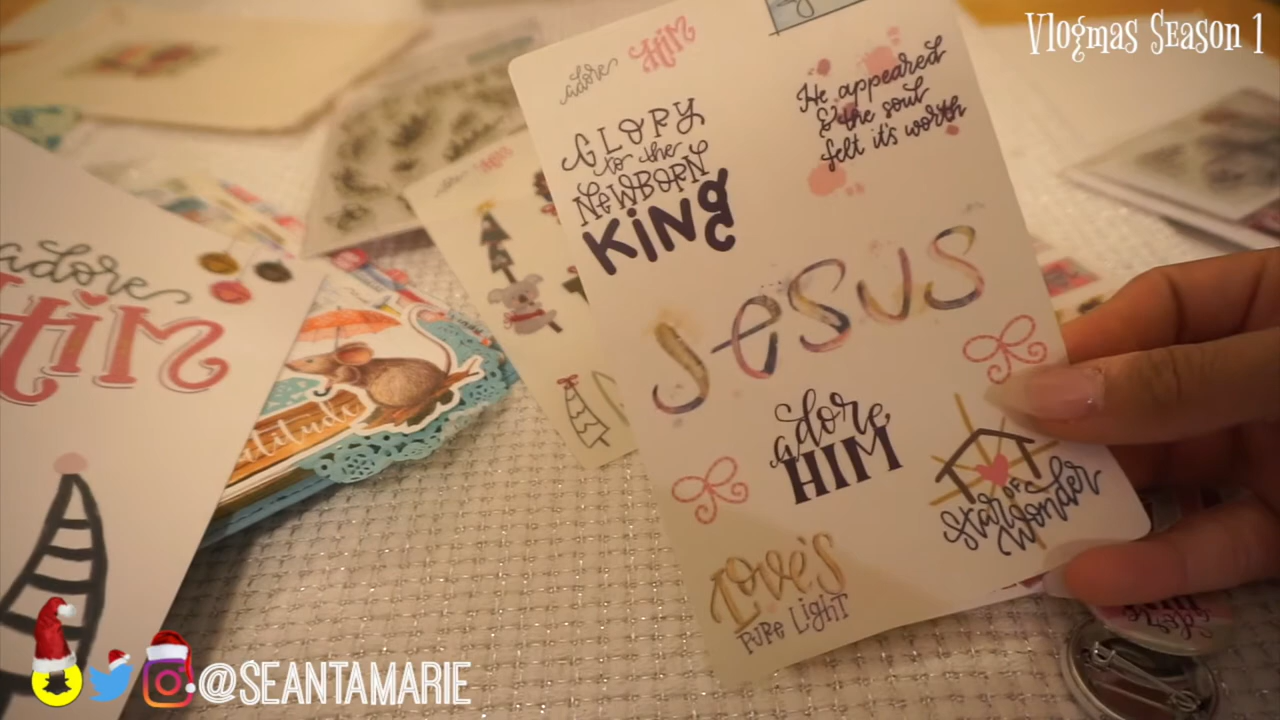 Vlogmas Season 1
adore HiM
GLORY
to the
NEWBORN
KING
He appeared
& the soul
felt it's worth
JESUS
adore
HIM
Star of
Wonder
Love's
PURE LIGHT
adore
HiM
@SEANTAMARIE